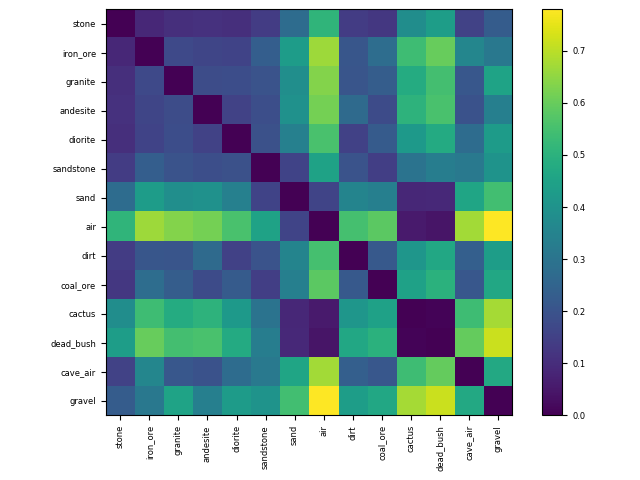 stone
iron_ore
granite
andesite
diorite
sandstone
sand
air
dirt
coal_ore
cactus
dead_bush
cave_air
gravel
stone
iron_ore
granite
andesite
diorite
sandstone
sand
air
dirt
coal_ore
cactus
dead_bush
cave_air
gravel
0.7
0.6
0.5
0.4
0.3
0.2
0.1
0.0